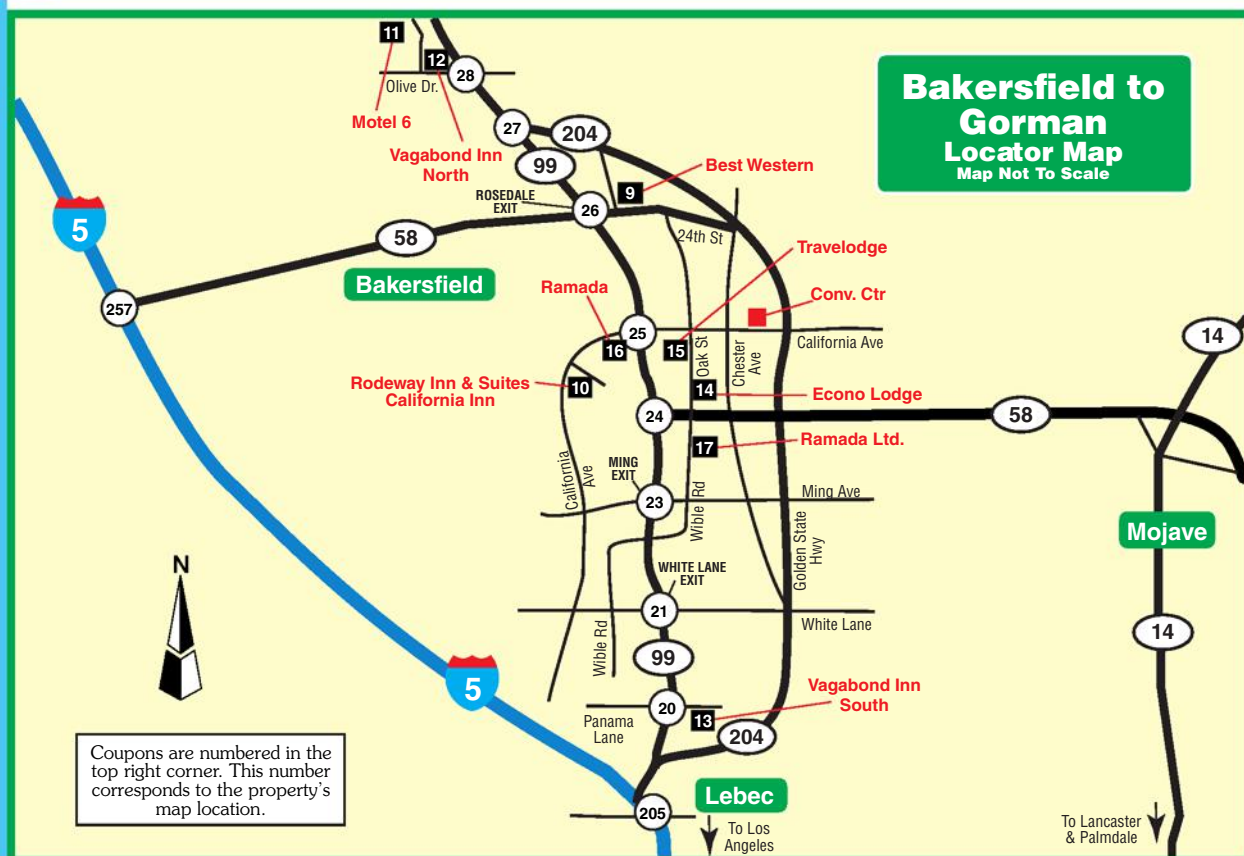 Bakersfield to
Gorman
Locator Map
Map Not To Scale
11
12
28
Olive Dr.
Motel 6
Vagabond Inn
North
27
204
99
9
Best Western
ROSEDALE
EXIT
26
5
58
24th St
Travelodge
Bakersfield
Ramada
Conv. Ctr
257
25
California Ave
14
16
15
Oak St
Chester
Ave
Rodeway Inn & Suites
California Inn
10
14
Econo Lodge
24
58
17
Ramada Ltd.
California
Ave
MING
EXIT
23
Wible Rd
Ming Ave
Golden State
Hwy
Mojave
N
WHITE LANE
EXIT
21
White Lane
Wible Rd
99
14
5
Vagabond Inn
South
20
13
Panama
Lane
204
Coupons are numbered in the
top right corner. This number
corresponds to the property's
map location.
Lebec
205
To Los
Angeles
To Lancaster
& Palmdale